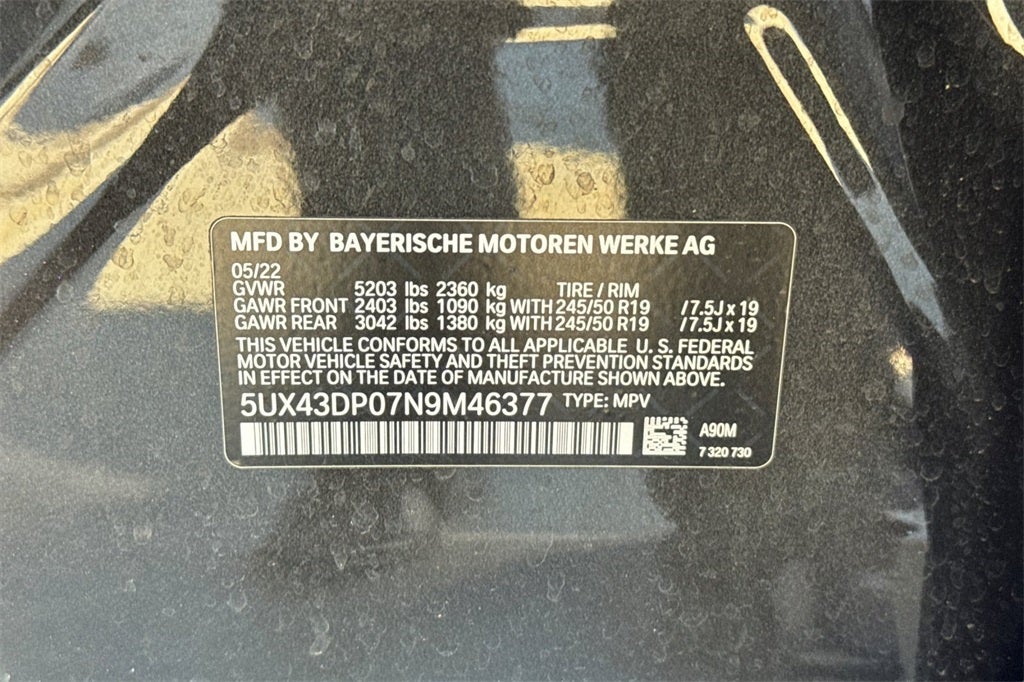 MFD BY BAYERISCHE MOTOREN WERKE AG
05/22
GVWR 5203 lbs 2360 kg TIRE / RIM
GAWR FRONT 2403 lbs 1090 kg WITH 245/50 R19 /7.5J x 19
GAWR REAR 3042 lbs 1380 kg WITH 245/50 R19 /7.5J x 19
THIS VEHICLE CONFORMS TO ALL APPLICABLE U. S. FEDERAL
MOTOR VEHICLE SAFETY AND THEFT PREVENTION STANDARDS
IN EFFECT ON THE DATE OF MANUFACTURE SHOWN ABOVE.
5UX43DP07N9M46377 TYPE: MPV
A90M
7 320 730